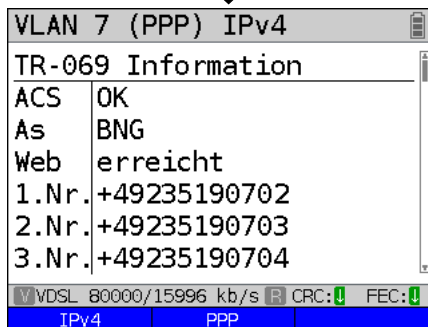 VLAN 7 (PPP) IPv4
TR-069 Information
ACS OK
As BNG
Web erreicht
1.Nr. +49235190702
2.Nr. +49235190703
3.Nr. +49235190704
V VDSL 80000/15996 kb/s R CRC: FEC:
IPv4 PPP